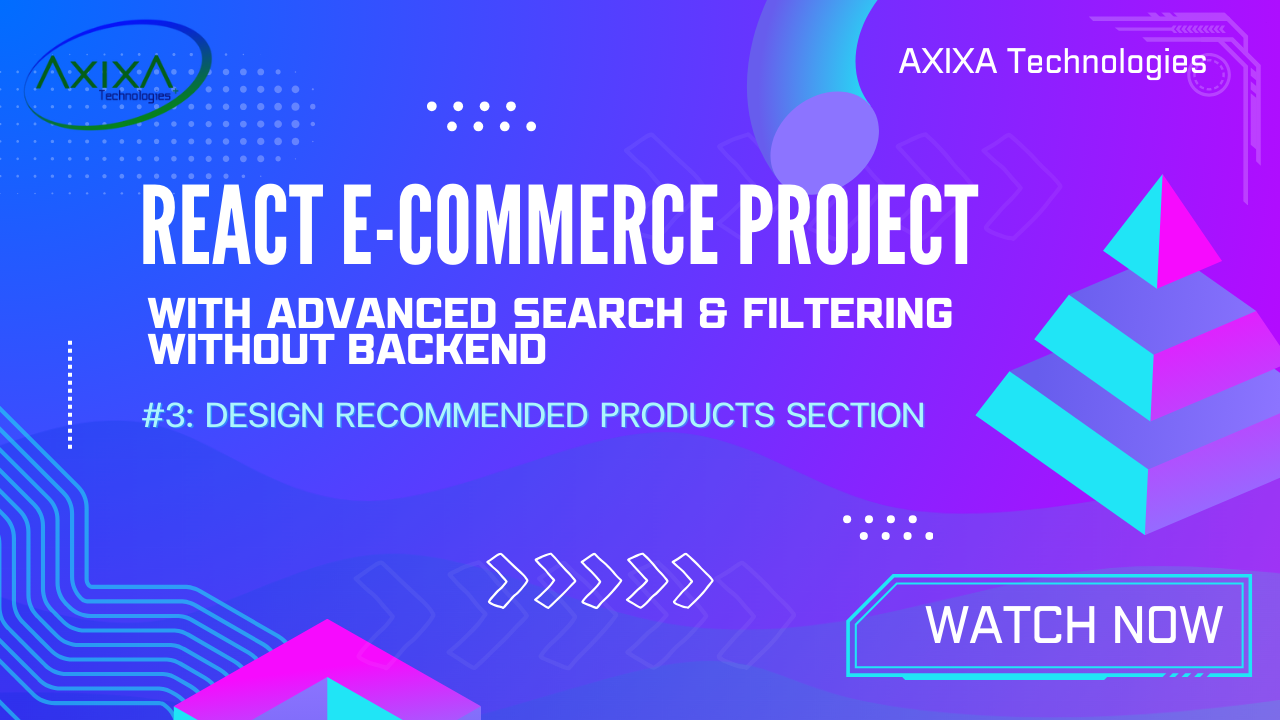 AXIXA
Technologies
AXIXA Technologies
REACT E-COMMERCE PROJECT
WITH ADVANCED SEARCH & FILTERING
WITHOUT BACKEND
#3: DESIGN RECOMMENDED PRODUCTS SECTION
WATCH NOW